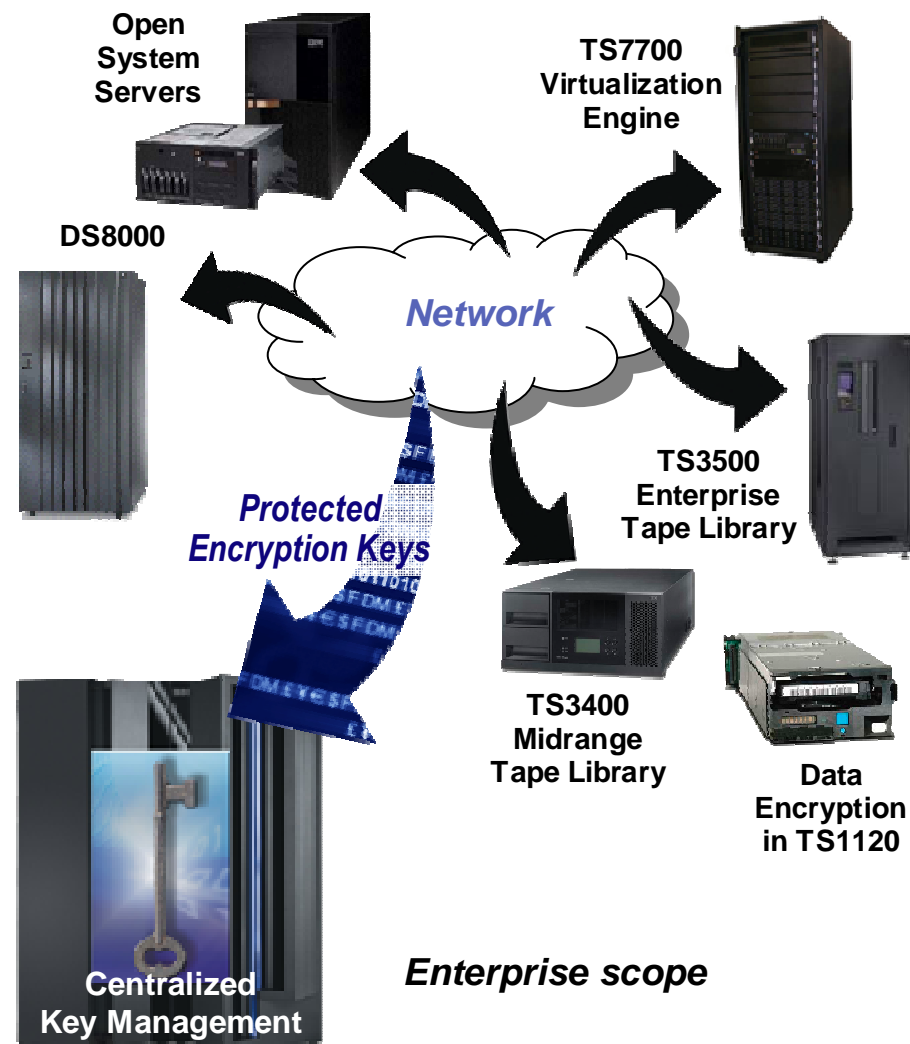 Open
System
Servers
TS7700
Virtualization
Engine
DS8000
Network
TS3500
Enterprise
Tape Library
Protected
Encryption Keys
TS3400
Midrange
Tape Library
Data
Encryption
in TS1120
Centralized
Key Management
Enterprise scope